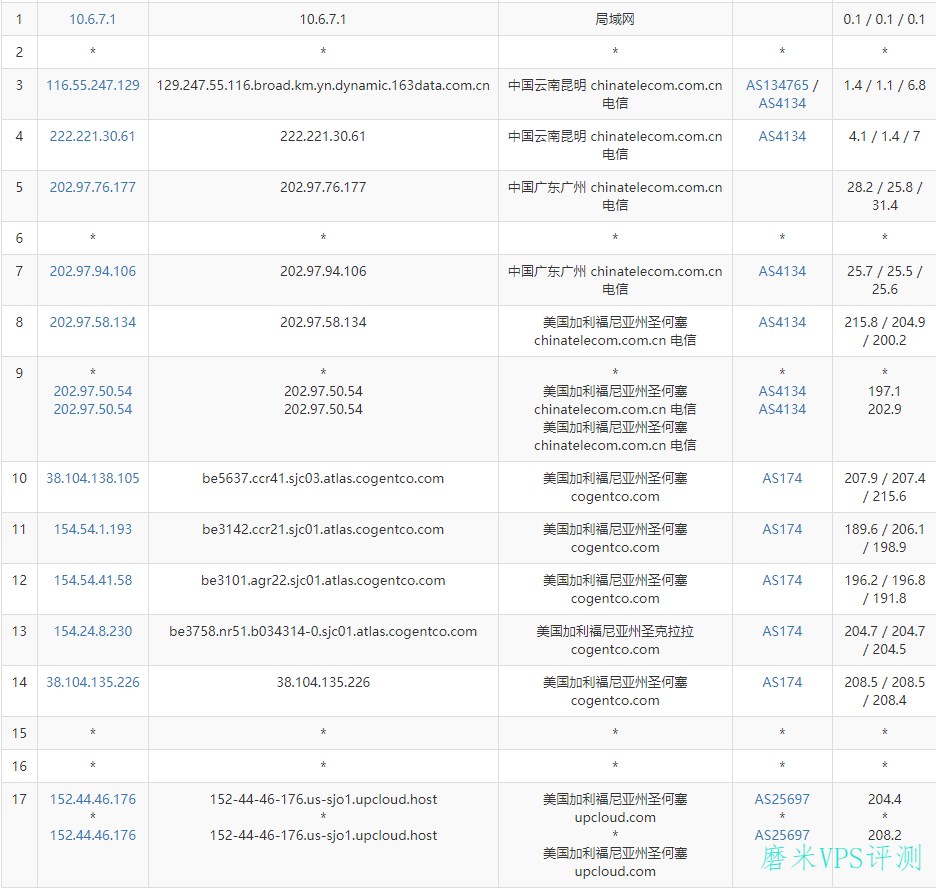 1 10.6.7.1 10.6.7.1 局域网 0.1 / 0.1 / 0.1
2 * * * * *
3 116.55.247.129 129.247.55.116.broad.km.yn.dynamic.163data.com.cn 中国云南昆明 chinatelecom.com.cn AS134765 / 1.4 / 1.1 / 6.8
电信 AS4134
4 222.221.30.61 222.221.30.61 中国云南昆明 chinatelecom.com.cn AS4134 4.1 / 1.4 / 7
电信
5 202.97.76.177 202.97.76.177 中国广东广州 chinatelecom.com.cn 28.2 / 25.8 /
电信 31.4
6 * * * * *
7 202.97.94.106 202.97.94.106 中国广东广州 chinatelecom.com.cn AS4134 25.7 / 25.5 /
电信 25.6
8 202.97.58.134 202.97.58.134 美国加利福尼亚州圣何塞 AS4134 215.8 / 204.9
chinatelecom.com.cn 电信 / 200.2
9 * * * * *
202.97.50.54 202.97.50.54 美国加利福尼亚州圣何塞 AS4134 197.1
202.97.50.54 202.97.50.54 chinatelecom.com.cn 电信 AS4134 202.9
美国加利福尼亚州圣何塞
chinatelecom.com.cn 电信
10 38.104.138.105 be5637.ccr41.sjc03.atlas.cogentco.com 美国加利福尼亚州圣何塞 AS174 207.9 / 207.4
cogentco.com / 215.6
11 154.54.1.193 be3142.ccr21.sjc01.atlas.cogentco.com 美国加利福尼亚州圣何塞 AS174 189.6 / 206.1
cogentco.com / 198.9
12 154.54.41.58 be3101.agr22.sjc01.atlas.cogentco.com 美国加利福尼亚州圣何塞 AS174 196.2 / 196.8
cogentco.com / 191.8
13 154.24.8.230 be3758.nr51.b034314-0.sjc01.atlas.cogentco.com 美国加利福尼亚州圣克拉拉 AS174 204.7 / 204.7
cogentco.com / 204.5
14 38.104.135.226 38.104.135.226 美国加利福尼亚州圣何塞 AS174 208.5 / 208.5
cogentco.com / 208.4
15 * * * * *
16 * * * * *
17 152.44.46.176 152-44-46-176.us-sjo1.upcloud.host 美国加利福尼亚州圣何塞 AS25697 204.4
* * upcloud.com * *
152.44.46.176 152-44-46-176.us-sjo1.upcloud.host * AS25697 208.2
美国加利福尼亚州圣何塞
upcloud.com
磨米VPS评测